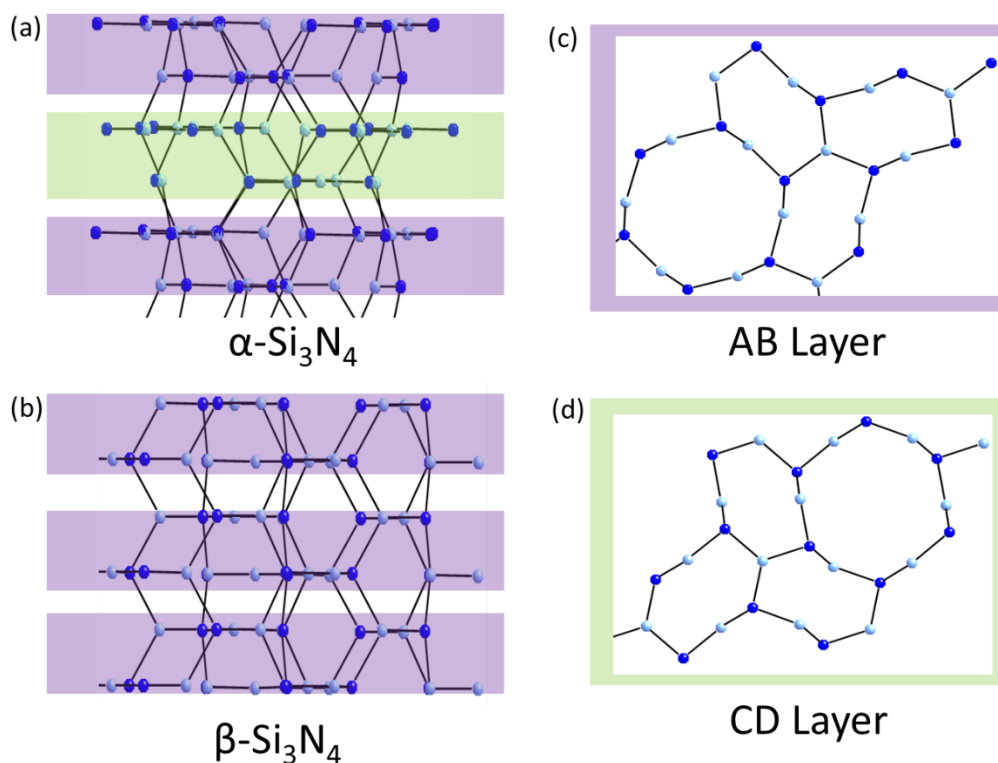 (a)
α-Si₃N₄
(b)
β-Si₃N₄
(c)
AB Layer
(d)
CD Layer